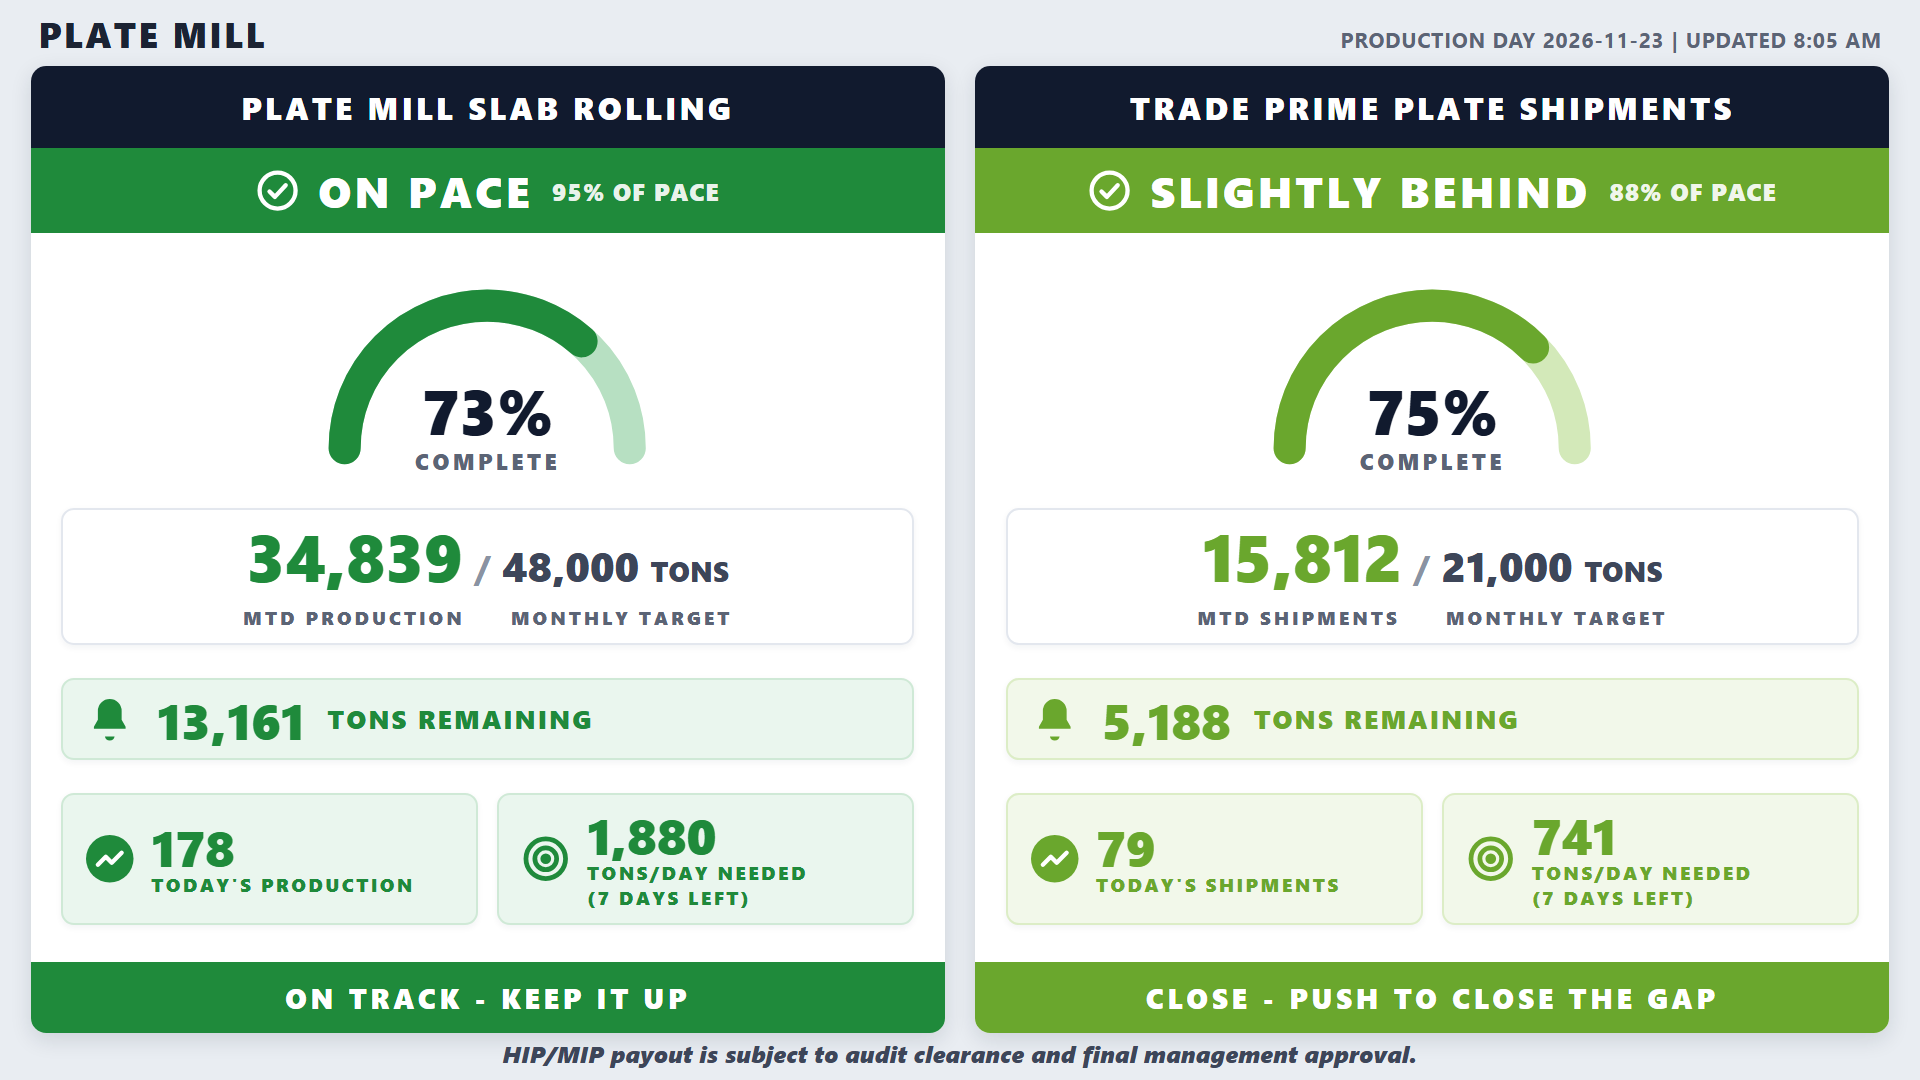 PLATE MILL
PRODUCTION DAY 2026-11-23 | UPDATED 8:05 AM
PLATE MILL SLAB ROLLING
ON PACE 95% OF PACE
73%
COMPLETE
34,839 / 48,000 TONS
MTD PRODUCTION MONTHLY TARGET
13,161 TONS REMAINING
178
TODAY'S PRODUCTION
1,880
TONS/DAY NEEDED
(7 DAYS LEFT)
ON TRACK - KEEP IT UP
TRADE PRIME PLATE SHIPMENTS
SLIGHTLY BEHIND 88% OF PACE
75%
COMPLETE
15,812 / 21,000 TONS
MTD SHIPMENTS MONTHLY TARGET
5,188 TONS REMAINING
79
TODAY'S SHIPMENTS
741
TONS/DAY NEEDED
(7 DAYS LEFT)
CLOSE - PUSH TO CLOSE THE GAP
HIP/MIP payout is subject to audit clearance and final management approval.